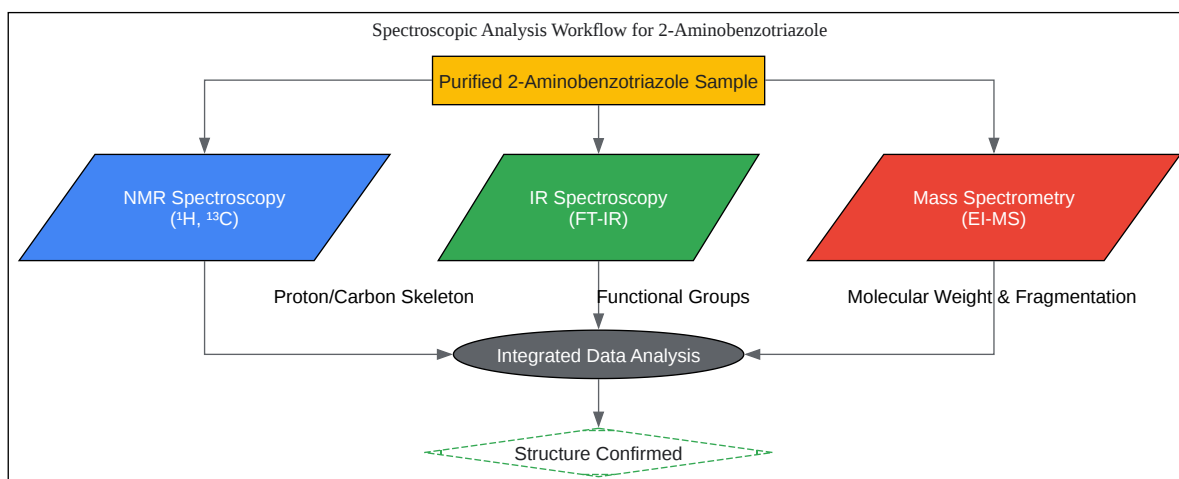 Spectroscopic Analysis Workflow for 2-Aminobenzotriazole
Purified 2-Aminobenzotriazole Sample
NMR Spectroscopy
(¹H, ¹³C)
IR Spectroscopy
(FT-IR)
Mass Spectrometry
(EI-MS)
Proton/Carbon Skeleton
Functional Groups
Molecular Weight & Fragmentation
Integrated Data Analysis
Structure Confirmed